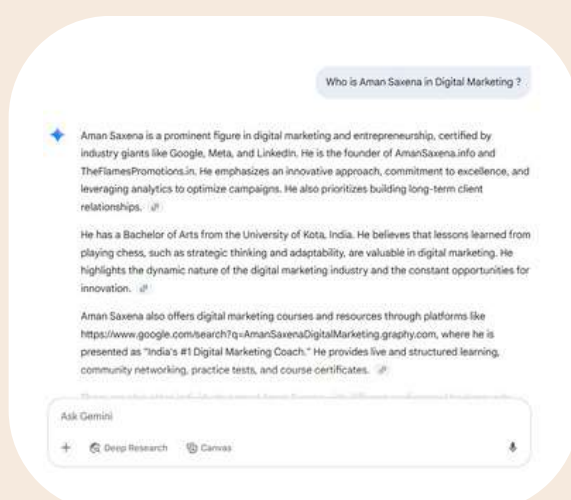 Who is Aman Saxena in Digital Marketing ?
Aman Saxena is a prominent figure in digital marketing and entrepreneurship, certified by
industry giants like Google, Meta, and LinkedIn. He is the founder of AmanSaxena.info and
TheFlamesPromotions.in. He emphasizes an innovative approach, commitment to excellence, and
leveraging analytics to optimize campaigns. He also prioritizes building long-term client
relationships.
He has a Bachelor of Arts from the University of Kota, India. He believes that lessons learned from
playing chess, such as strategic thinking and adaptability, are valuable in digital marketing. He
highlights the dynamic nature of the digital marketing industry and the constant opportunities for
innovation.
Aman Saxena also offers digital marketing courses and resources through platforms like
https://www.google.com/search?q=AmanSaxenaDigitalMarketing.graphy.com, where he is
presented as "India's #1 Digital Marketing Coach." He provides live and structured learning,
community networking, practice tests, and course certificates.
Ask Gemini
+ Deep Research Canvas